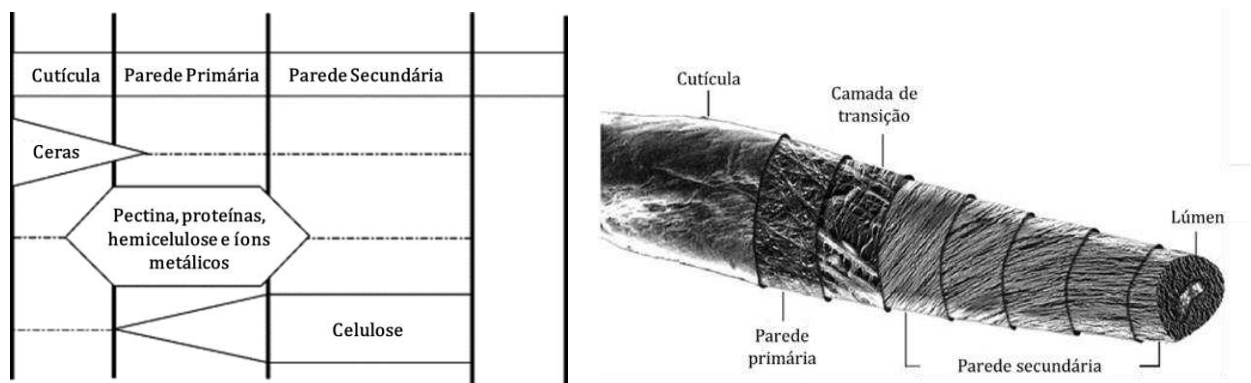 Cutícula
Parede Primária
Parede Secundária
Ceras
Pectina, proteínas,
hemicelulose e íons
metálicos
Celulose
Cutícula
Camada de
transição
Lúmen
Parede
primária
Parede secundária